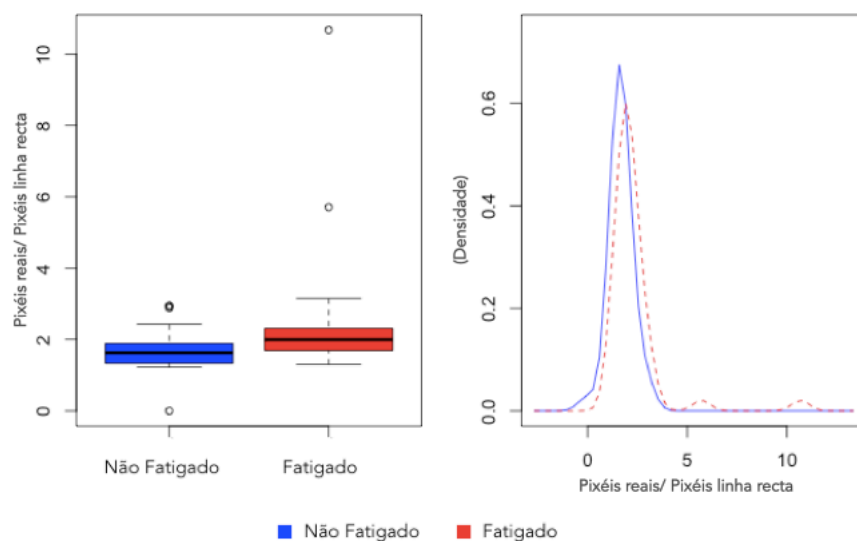 Pixéis reais/ Pixéis linha recta
10
8
6
4
2
0
Não Fatigado
Fatigado
(Densidade)
0.6
0.4
0.2
0.0
0
5
10
Pixéis reais/ Pixéis linha recta
Não Fatigado
Fatigado